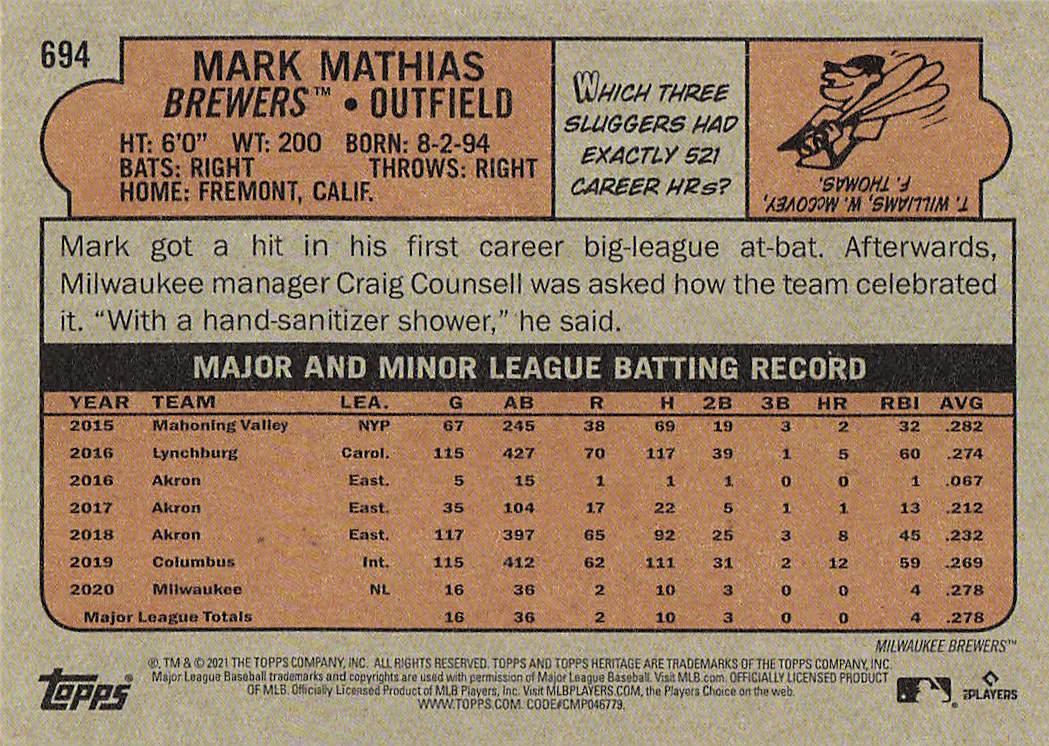 694
MARK MATHIAS
BREWERS™ • OUTFIELD
HT: 6'0" WT: 200 BORN: 8-2-94
BATS: RIGHT THROWS: RIGHT
HOME: FREMONT, CALIF.
WHICH THREE
SLUGGERS HAD
EXACTLY 521
CAREER HRs?
T. WILLIAMS, W. McCOVEY,
F. THOMAS.
Mark got a hit in his first career big-league at-bat. Afterwards,
Milwaukee manager Craig Counsell was asked how the team celebrated
it. “With a hand-sanitizer shower,” he said.
MAJOR AND MINOR LEAGUE BATTING RECORD
YEAR TEAM LEA. G AB R H 2B 3B HR RBI AVG
2015 Mahoning Valley NYP 67 245 38 69 19 3 2 32 .282
2016 Lynchburg Carol. 115 427 70 117 39 1 5 60 .274
2016 Akron East. 5 15 1 1 1 0 0 1 .067
2017 Akron East. 35 104 17 22 5 1 1 13 .212
2018 Akron East. 117 397 65 92 25 3 8 45 .232
2019 Columbus Int. 115 412 62 111 31 2 12 59 .269
2020 Milwaukee NL 16 36 2 10 3 0 0 4 .278
Major League Totals 16 36 2 10 3 0 0 4 .278
MILWAUKEE BREWERS™
®, TM & © 2021 THE TOPPS COMPANY, INC. ALL RIGHTS RESERVED. TOPPS AND TOPPS HERITAGE ARE TRADEMARKS OF THE TOPPS COMPANY, INC.
Major League Baseball trademarks and copyrights are used with permission of Major League Baseball. Visit MLB.com. OFFICIALLY LICENSED PRODUCT
OF MLB. Officially Licensed Product of MLB Players, Inc. Visit MLBPLAYERS.COM, the Players Choice on the web.
WWW.TOPPS.COM. CODE#CMP046779.
topps®
PLAYERS